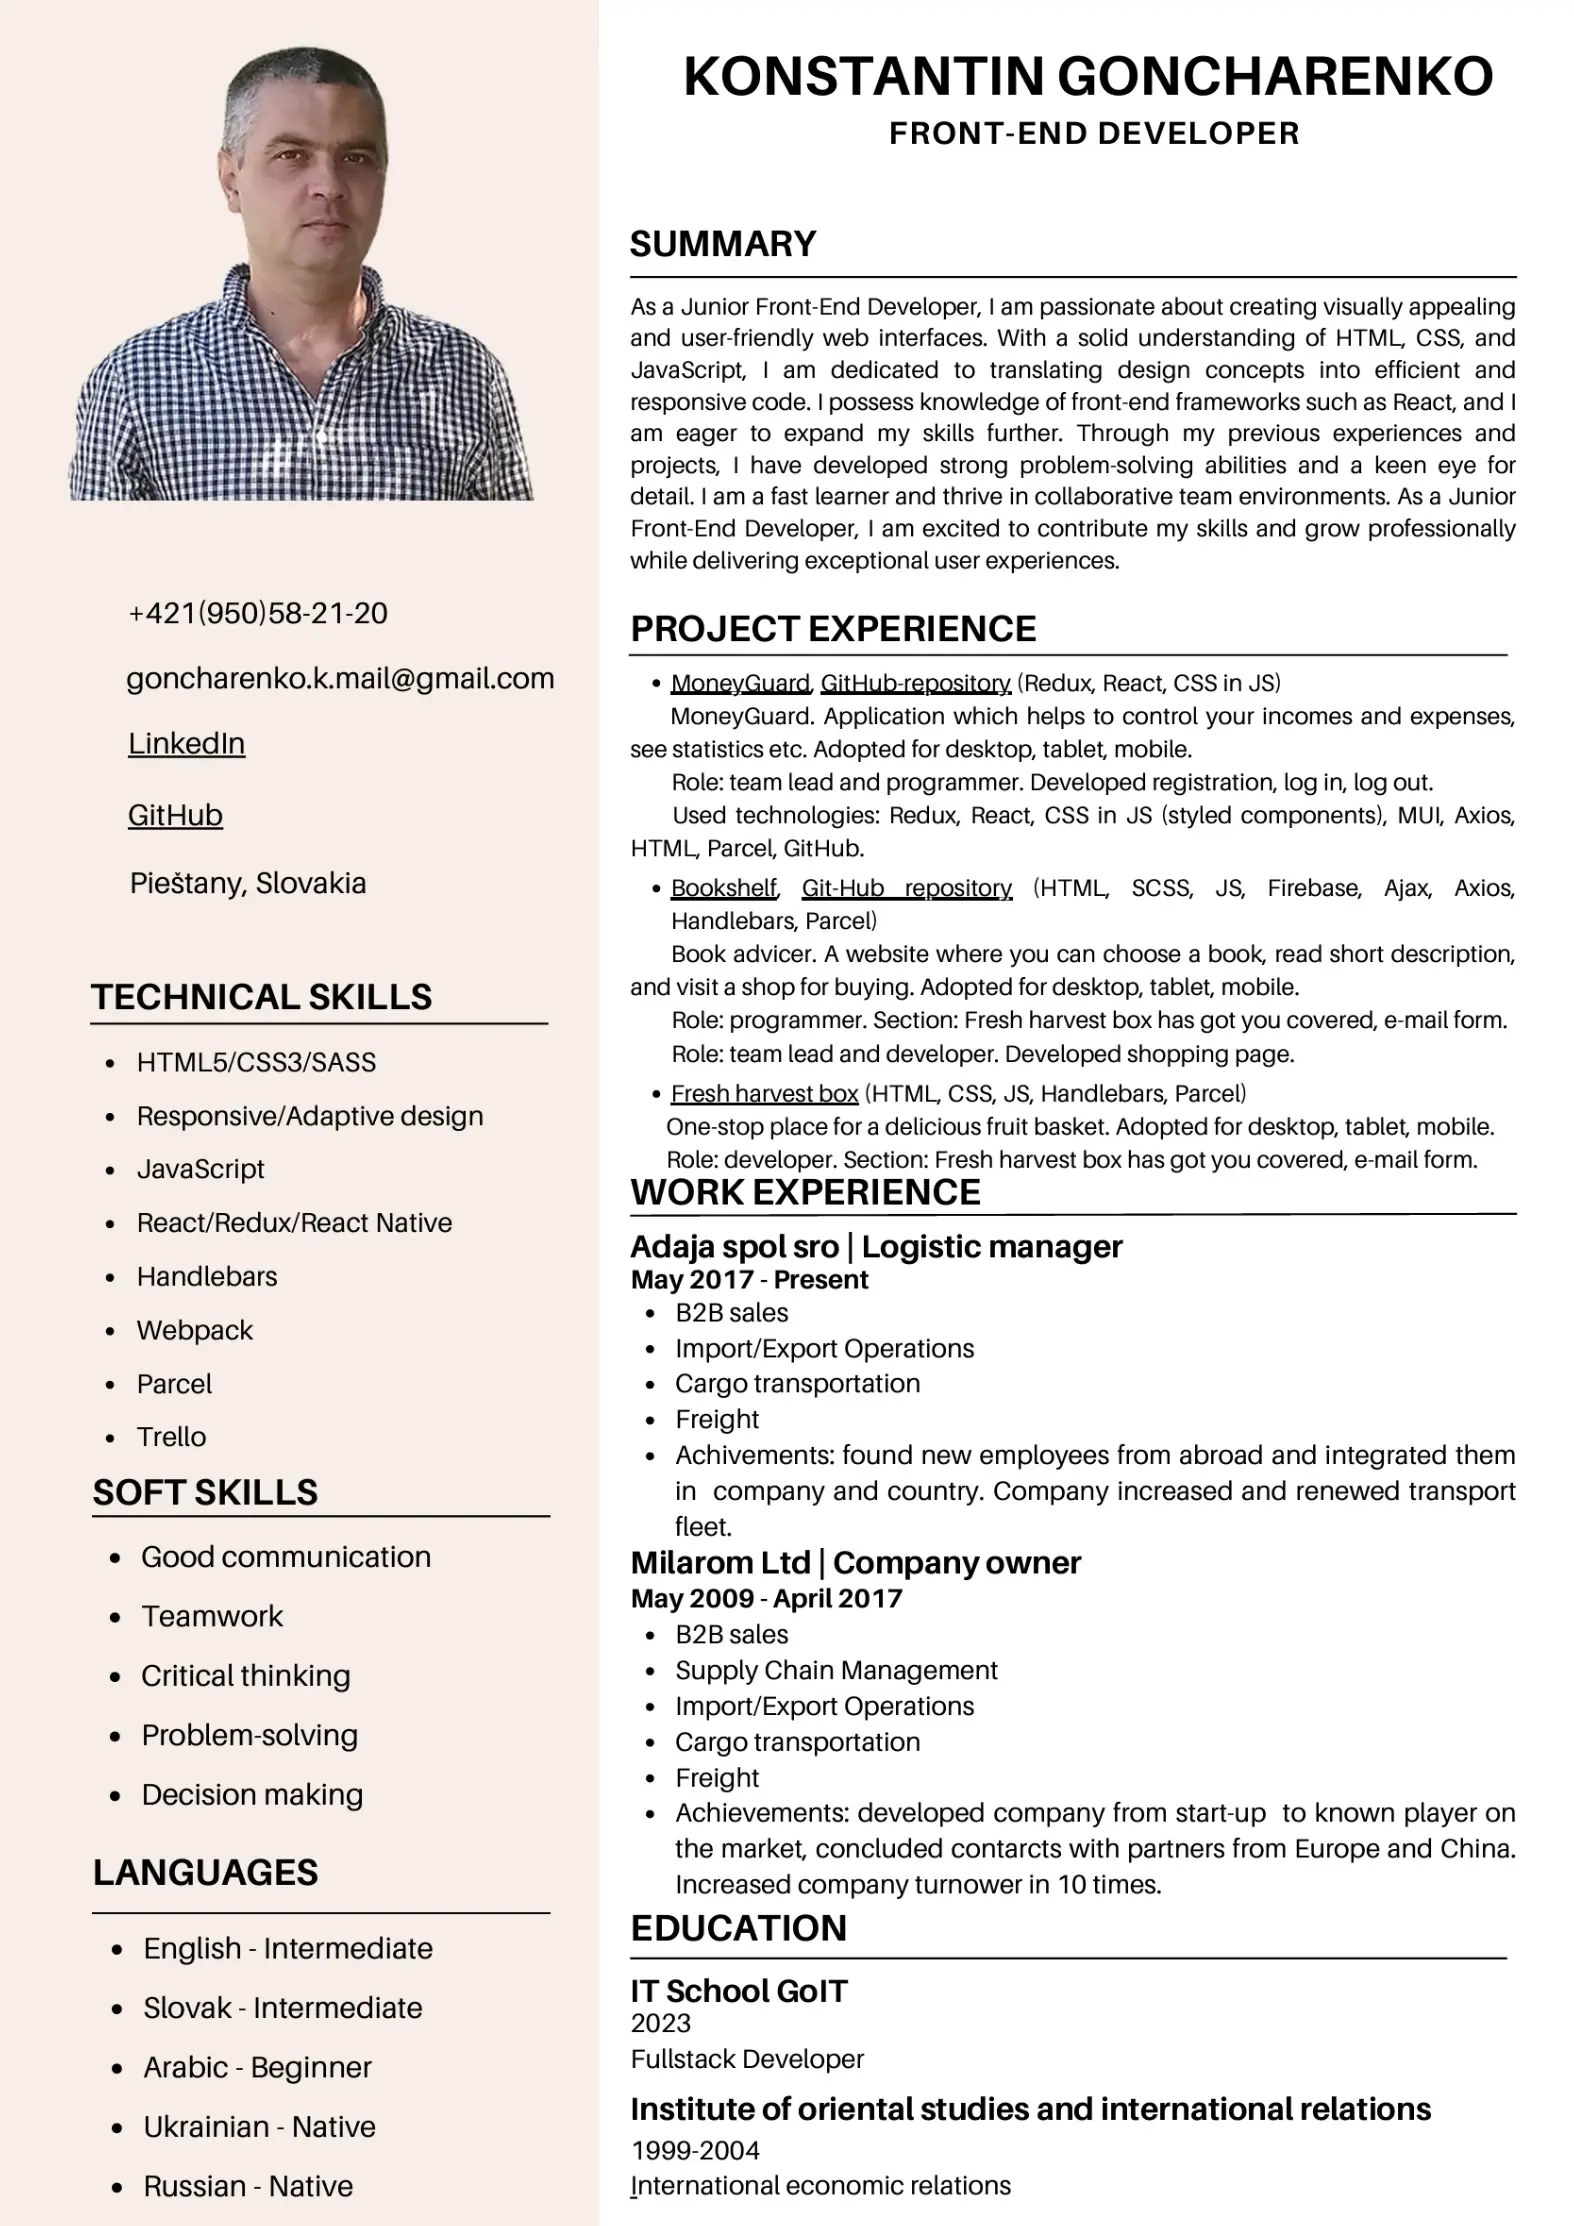 KONSTANTIN GONCHARENKO
FRONT-END DEVELOPER
+421(950)58-21-20
goncharenko.k.mail@gmail.com
LinkedIn
GitHub
Pieštany, Slovakia
TECHNICAL SKILLS
• HTML5/CSS3/SASS
• Responsive/Adaptive design
• JavaScript
• React/Redux/React Native
• Handlebars
• Webpack
• Parcel
• Trello
SOFT SKILLS
• Good communication
• Teamwork
• Critical thinking
• Problem-solving
• Decision making
LANGUAGES
• English - Intermediate
• Slovak - Intermediate
• Arabic - Beginner
• Ukrainian - Native
• Russian - Native
SUMMARY
As a Junior Front-End Developer, I am passionate about creating visually appealing
and user-friendly web interfaces. With a solid understanding of HTML, CSS, and
JavaScript, I am dedicated to translating design concepts into efficient and
responsive code. I possess knowledge of front-end frameworks such as React, and I
am eager to expand my skills further. Through my previous experiences and
projects, I have developed strong problem-solving abilities and a keen eye for
detail. I am a fast learner and thrive in collaborative team environments. As a Junior
Front-End Developer, I am excited to contribute my skills and grow professionally
while delivering exceptional user experiences.
PROJECT EXPERIENCE
• MoneyGuard, GitHub-repository (Redux, React, CSS in JS)
MoneyGuard. Application which helps to control your incomes and expenses,
see statistics etc. Adopted for desktop, tablet, mobile.
Role: team lead and programmer. Developed registration, log in, log out.
Used technologies: Redux, React, CSS in JS (styled components), MUI, Axios,
HTML, Parcel, GitHub.
• Bookshelf, Git-Hub repository (HTML, SCSS, JS, Firebase, Ajax, Axios,
Handlebars, Parcel)
Book advicer. A website where you can choose a book, read short description,
and visit a shop for buying. Adopted for desktop, tablet, mobile.
Role: programmer. Section: Fresh harvest box has got you covered, e-mail form.
Role: team lead and developer. Developed shopping page.
• Fresh harvest box (HTML, CSS, JS, Handlebars, Parcel)
One-stop place for a delicious fruit basket. Adopted for desktop, tablet, mobile.
Role: developer. Section: Fresh harvest box has got you covered, e-mail form.
WORK EXPERIENCE
Adaja spol sro | Logistic manager
May 2017 - Present
• B2B sales
• Import/Export Operations
• Cargo transportation
• Freight
• Achivements: found new employees from abroad and integrated them
in company and country. Company increased and renewed transport
fleet.
Milarom Ltd | Company owner
May 2009 - April 2017
• B2B sales
• Supply Chain Management
• Import/Export Operations
• Cargo transportation
• Freight
• Achievements: developed company from start-up to known player on
the market, concluded contarcts with partners from Europe and China.
Increased company turnower in 10 times.
EDUCATION
IT School GoIT
2023
Fullstack Developer
Institute of oriental studies and international relations
1999-2004
International economic relations